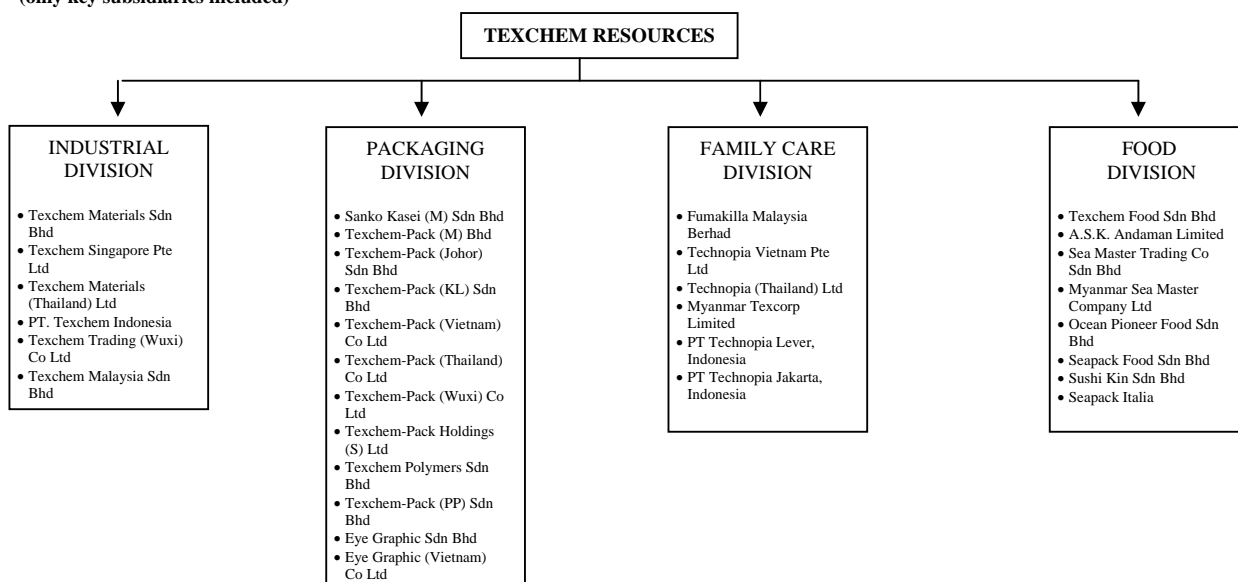 (only key subsidiaries included)
TEXCHEM RESOURCES
INDUSTRIAL
DIVISION
• Texchem Materials Sdn
Bhd
• Texchem Singapore Pte
Ltd
• Texchem Materials
(Thailand) Ltd
• PT. Texchem Indonesia
• Texchem Trading (Wuxi)
Co Ltd
• Texchem Malaysia Sdn
Bhd
PACKAGING
DIVISION
• Sanko Kasei (M) Sdn Bhd
• Texchem-Pack (M) Bhd
• Texchem-Pack (Johor)
Sdn Bhd
• Texchem-Pack (KL) Sdn
Bhd
• Texchem-Pack (Vietnam)
Co Ltd
• Texchem-Pack (Thailand)
Co Ltd
• Texchem-Pack (Wuxi) Co
Ltd
• Texchem-Pack Holdings
(S) Ltd
• Texchem Polymers Sdn
Bhd
• Texchem-Pack (PP) Sdn
Bhd
• Eye Graphic Sdn Bhd
• Eye Graphic (Vietnam)
Co Ltd
FAMILY CARE
DIVISION
• Fumakilla Malaysia
Berhad
• Technopia Vietnam Pte
Ltd
• Technopia (Thailand) Ltd
• Myanmar Texcorp
Limited
• PT Technopia Lever,
Indonesia
• PT Technopia Jakarta,
Indonesia
FOOD
DIVISION
• Texchem Food Sdn Bhd
• A.S.K. Andaman Limited
• Sea Master Trading Co
Sdn Bhd
• Myanmar Sea Master
Company Ltd
• Ocean Pioneer Food Sdn
Bhd
• Seapack Food Sdn Bhd
• Sushi Kin Sdn Bhd
• Seapack Italia